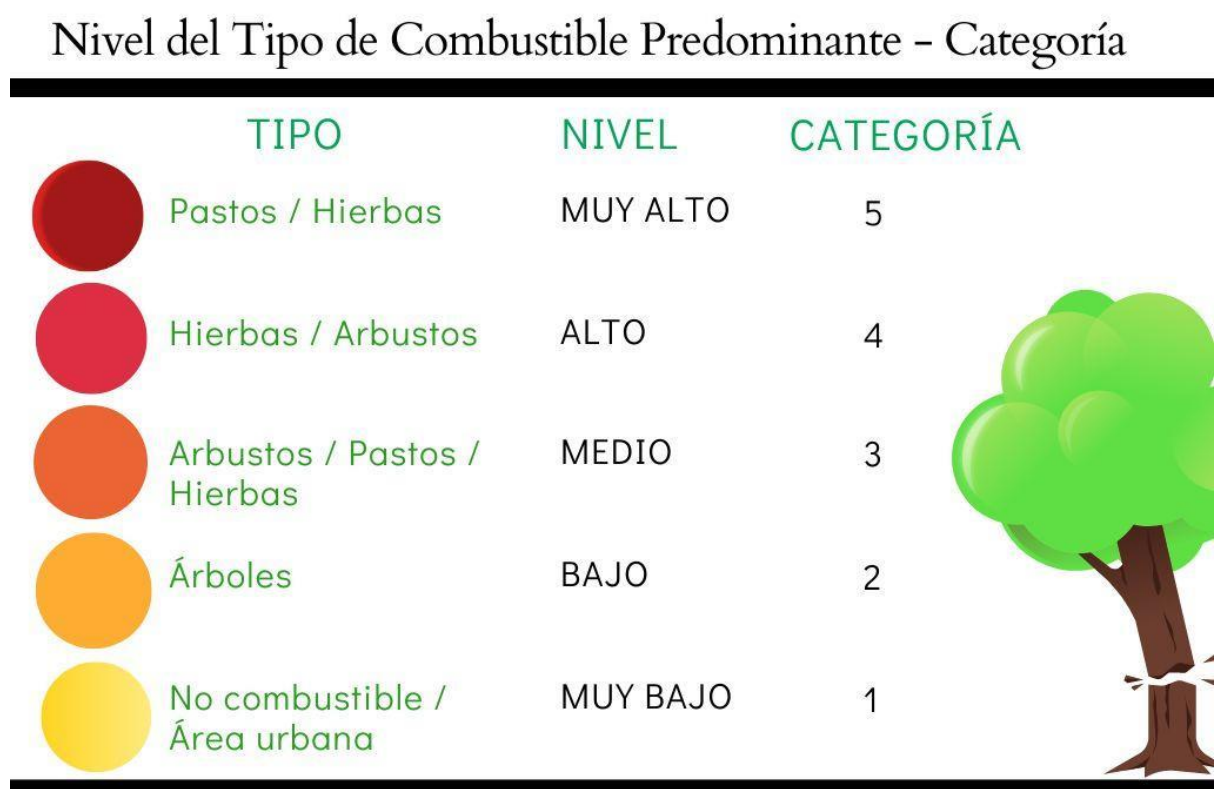 Nivel del Tipo de Combustible Predominante - Categoría
TIPO NIVEL CATEGORÍA
Pastos / Hierbas MUY ALTO 5
Hierbas / Arbustos ALTO 4
Arbustos / Pastos / MEDIO 3
Hierbas
Árboles BAJO 2
No combustible / MUY BAJO 1
Área urbana